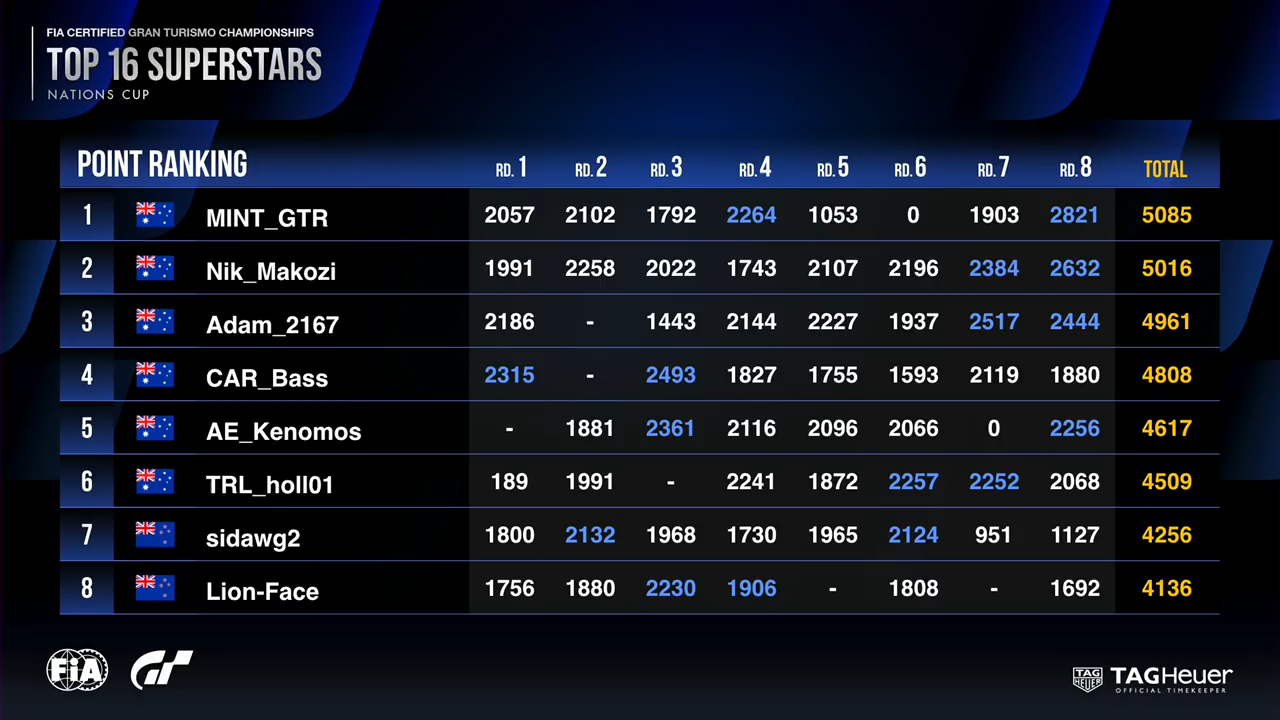 FIA CERTIFIED GRAN TURISMO CHAMPIONSHIPS
TOP 16 SUPERSTARS
NATIONS CUP
POINT RANKING RD. 1 RD. 2 RD. 3 RD. 4 RD. 5 RD. 6 RD. 7 RD. 8 TOTAL
1 MINT_GTR 2057 2102 1792 2264 1053 0 1903 2821 5085
2 Nik_Makozi 1991 2258 2022 1743 2107 2196 2384 2632 5016
3 Adam_2167 2186 - 1443 2144 2227 1937 2517 2444 4961
4 CAR_Bass 2315 - 2493 1827 1755 1593 2119 1880 4808
5 AE_Kenomos - 1881 2361 2116 2096 2066 0 2256 4617
6 TRL_holl01 189 1991 - 2241 1872 2257 2252 2068 4509
7 sidawg2 1800 2132 1968 1730 1965 2124 951 1127 4256
8 Lion-Face 1756 1880 2230 1906 - 1808 - 1692 4136
FiA GT TAG HEUER TAGHeuer
OFFICIAL TIMEKEEPER